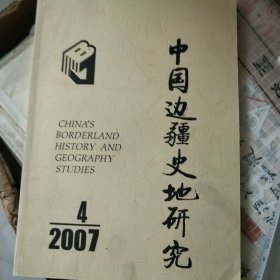 中国边疆史地研究
CHINA'S
BORDERLAND
HISTORY AND
GEOGRAPHY
STUDIES
4
2007